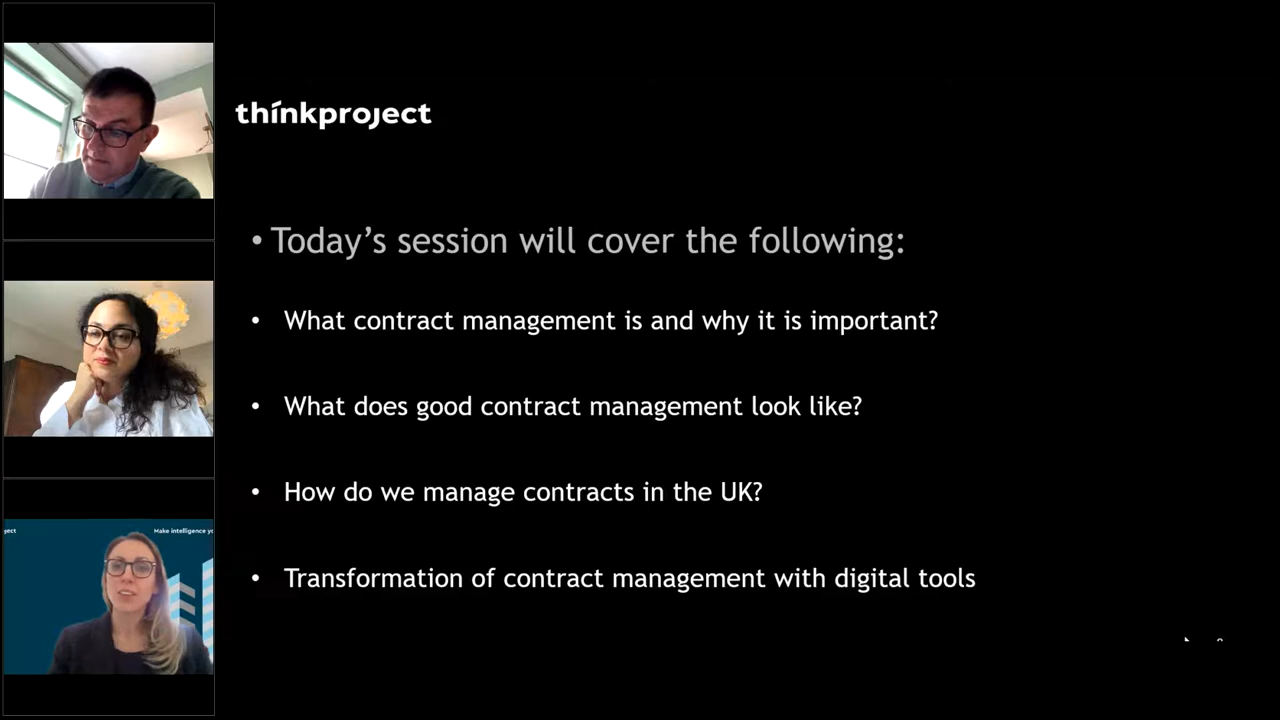 thinkproject
• Today’s session will cover the following:
• What contract management is and why it is important?
• What does good contract management look like?
• How do we manage contracts in the UK?
• Transformation of contract management with digital tools
ject
Make intelligence yo